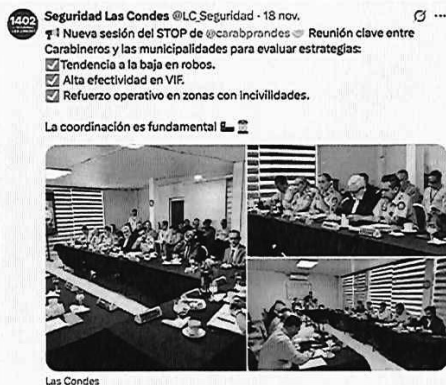 1402
Seguridad Las Condes @LC_Seguridad · 18 nov.
Nueva sesión del STOP de @carabprandes Reunión clave entre
Carabineros y las municipalidades para evaluar estrategias:
Tendencia a la baja en robos.
Alta efectividad en VIF.
Refuerzo operativo en zonas con incivilidades.
La coordinación es fundamental
Las Condes